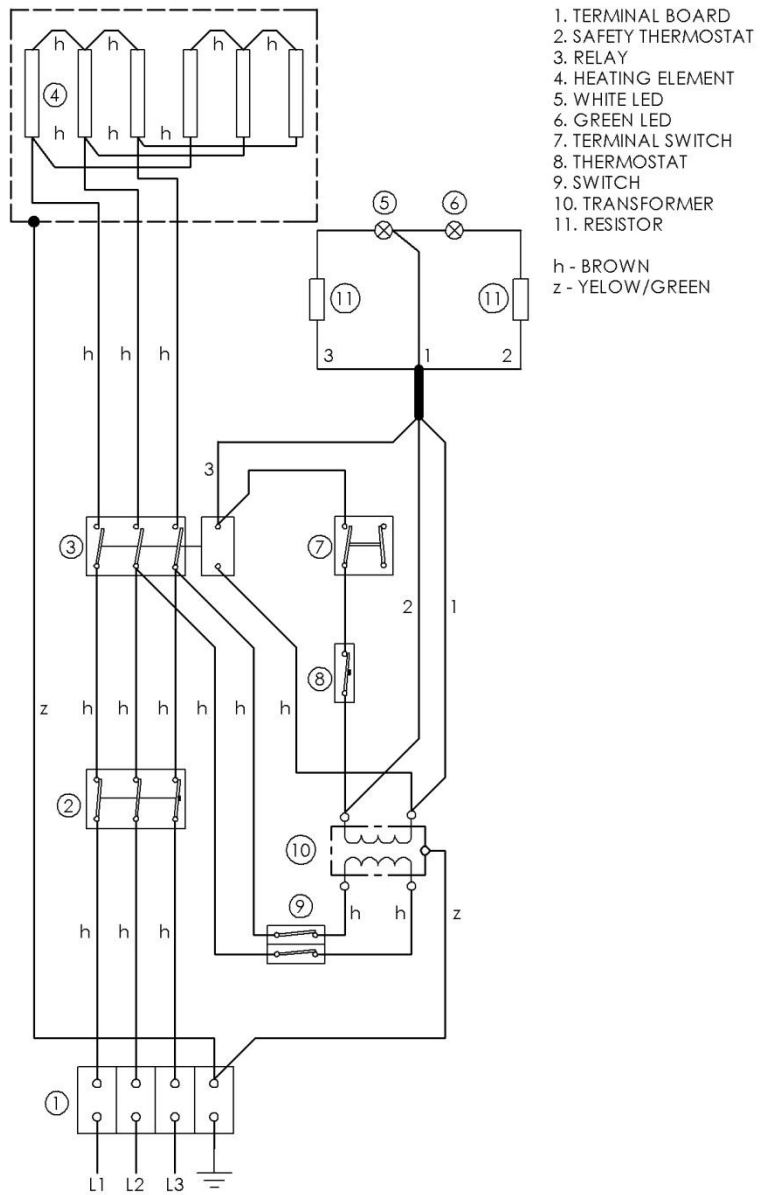 1. TERMINAL BOARD
2. SAFETY THERMOSTAT
3. RELAY
4. HEATING ELEMENT
5. WHITE LED
6. GREEN LED
7. TERMINAL SWITCH
8. THERMOSTAT
9. SWITCH
10. TRANSFORMER
11. RESISTOR
h - BROWN
z - YELOW/GREEN
h h h
4
h h h
5 6
11 11
3 1 2
h h h
3
3 7
2 1
8
z h h h h h h
2
10
9
h h
h h h z
1
L1 L2 L3